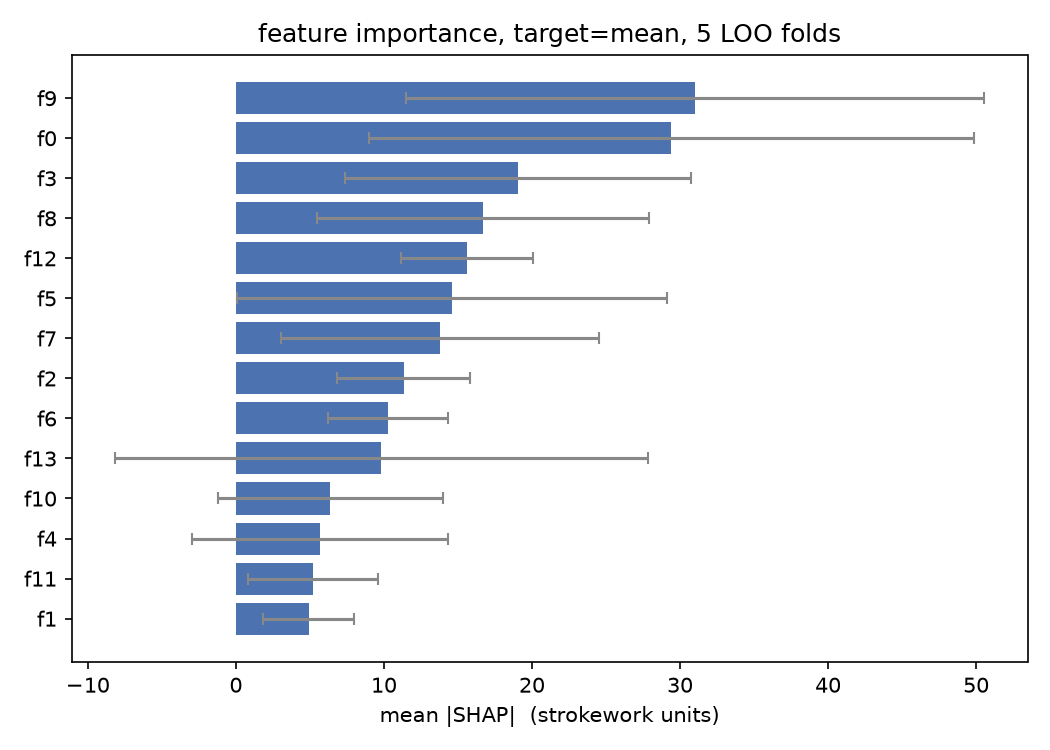 feature importance, target=mean, 5 LOO folds
f9
f0
f3
f8
f12
f5
f7
f2
f6
f13
f10
f4
f11
f1
−10 0 10 20 30 40 50
mean |SHAP| (strokework units)